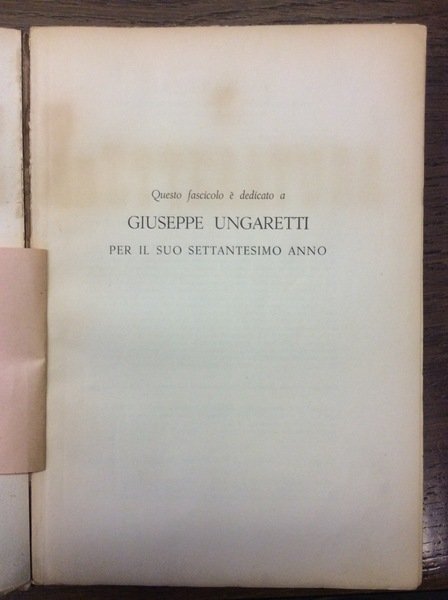 Questo fascicolo è dedicato a
GIUSEPPE UNGARETTI
PER IL SUO SETTANTESIMO ANNO